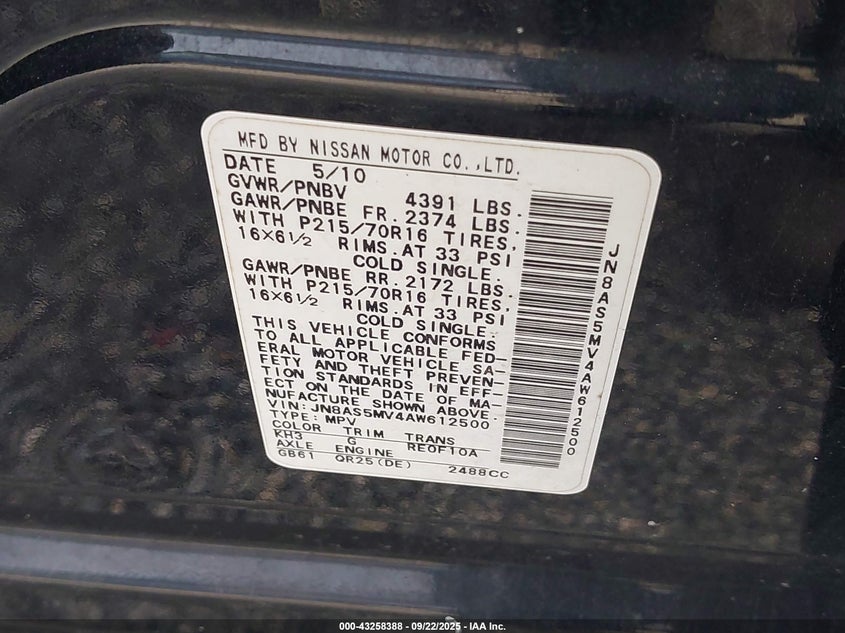 MFD BY NISSAN MOTOR CO.,LTD.
DATE 5/10
GVWR/PNBV 4391 LBS.
GAWR/PNBE FR. 2374 LBS.
WITH P215/70R16 TIRES,
16X6½ RIMS. AT 33 PSI
COLD SINGLE.
GAWR/PNBE RR. 2172 LBS.
WITH P215/70R16 TIRES,
16X6½ RIMS. AT 33 PSI
COLD SINGLE.
THIS VEHICLE CONFORMS
TO ALL APPLICABLE FED-
ERAL MOTOR VEHICLE SA-
FETY AND THEFT PREVEN-
TION STANDARDS IN EFF-
ECT ON THE DATE OF MA-
NUFACTURE SHOWN ABOVE.
VIN: JN8AS5MV4AW612500
TYPE: MPV
COLOR TRIM TRANS
KH3 G RE0F10A
AXLE ENGINE
GB61 QR25(DE) 2488CC
JN8AS5MV4AW612500
000-43258388 - 09/22/2025 - IAA Inc.